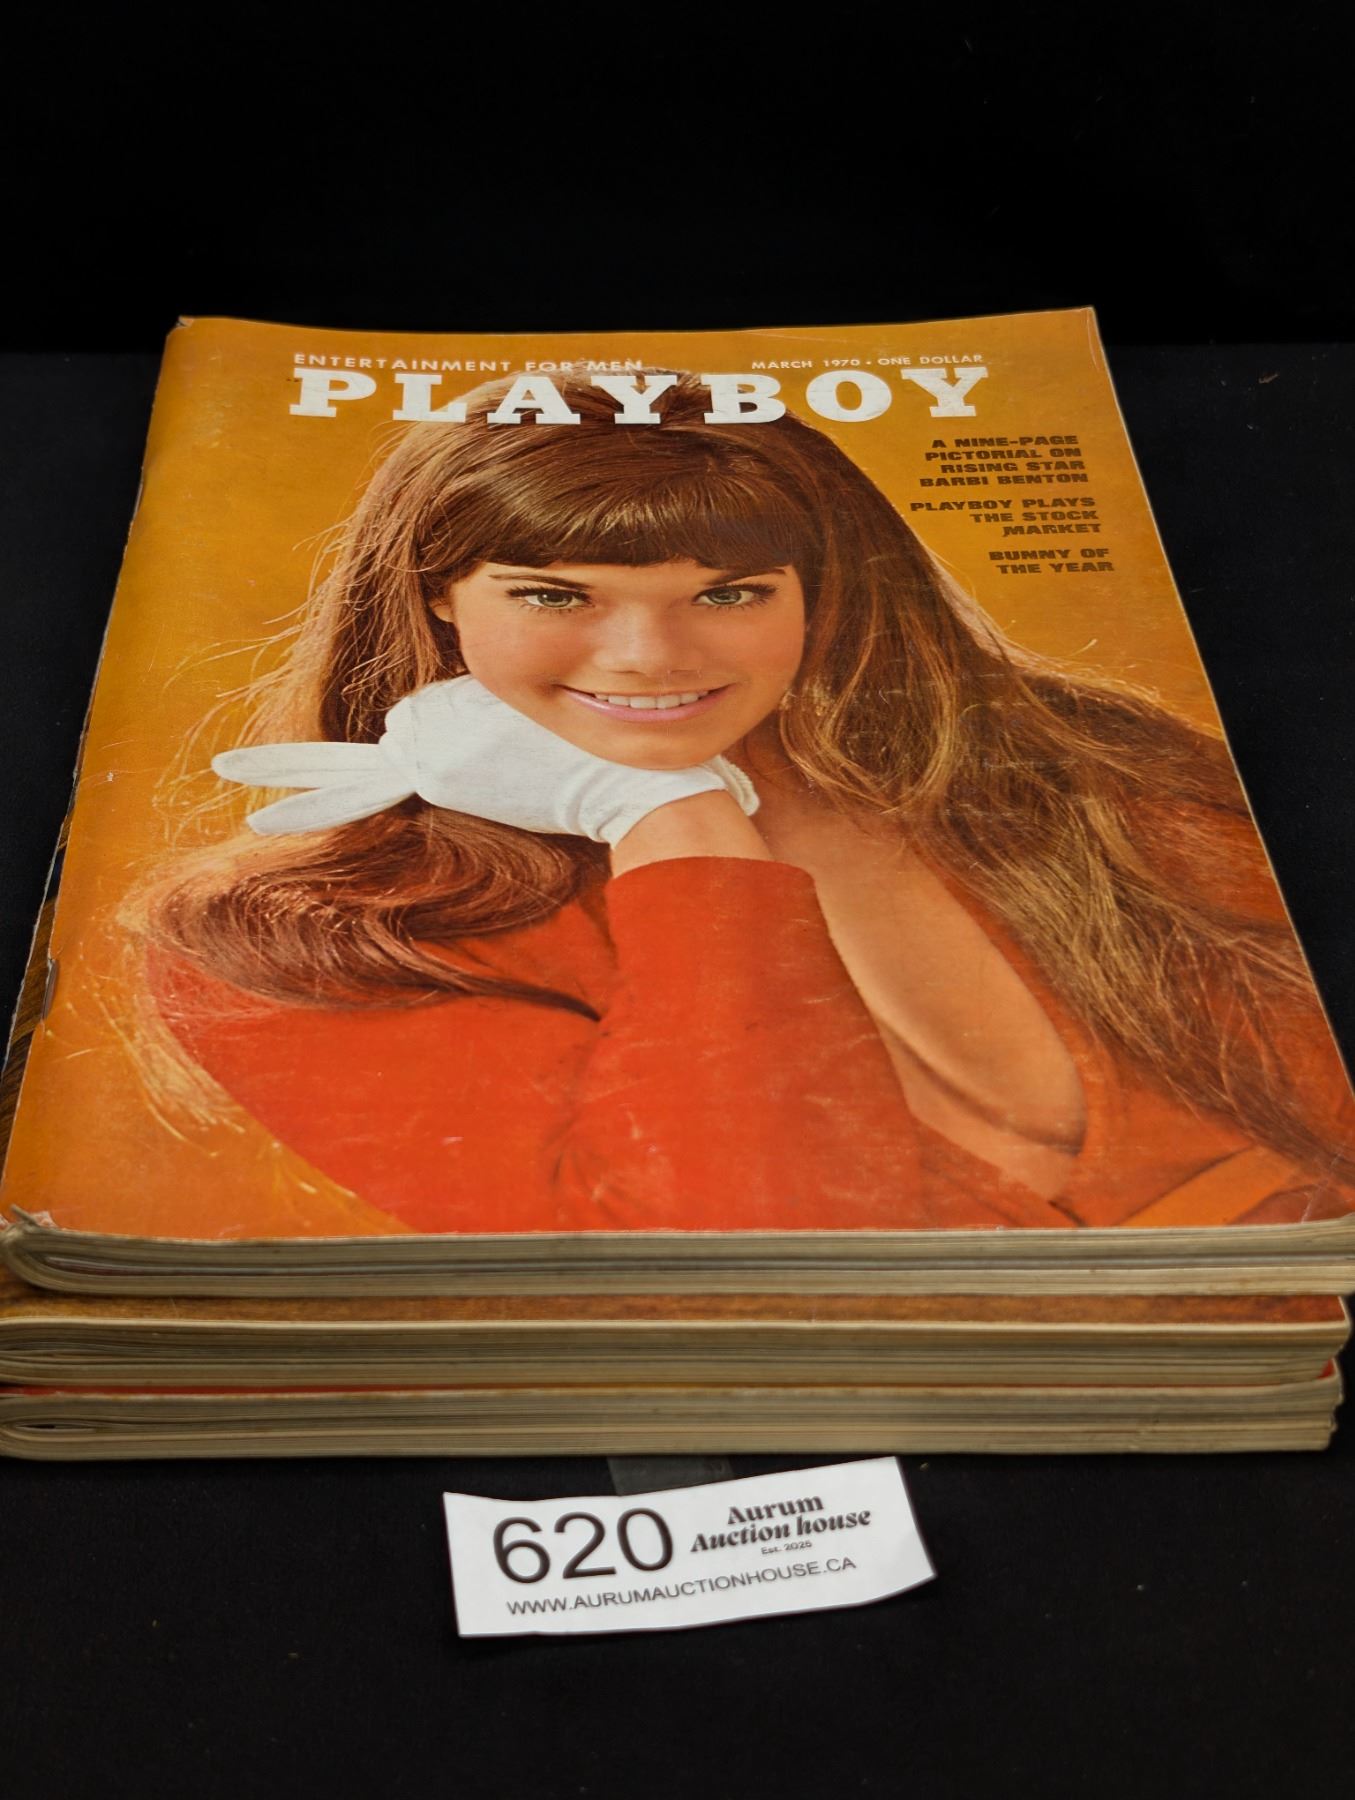 ENTERTAINMENT FOR MEN
MARCH 1970 • ONE DOLLAR
PLAYBOY
A NINE-PAGE
PICTORIAL ON
RISING STAR
BARBI BENTON
PLAYBOY PLAYS
THE STOCK
MARKET
BUNNY OF
THE YEAR
620
Aurum
Auction house
Est. 2025
WWW.AURUMAUCTIONHOUSE.CA